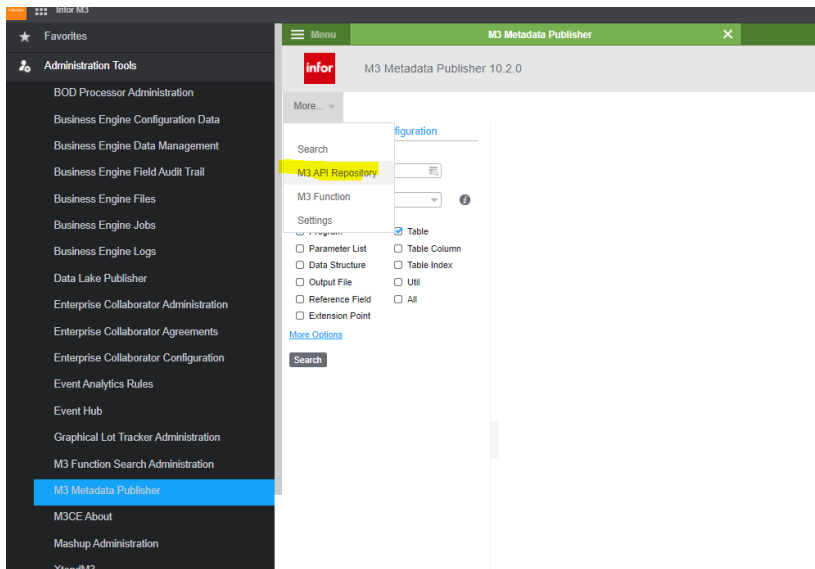 Infor M3
Favorites
Menu
M3 Metadata Publisher
Administration Tools
infor
M3 Metadata Publisher 10.2.0
BOD Processor Administration
Business Engine Configuration Data
Business Engine Data Management
Business Engine Field Audit Trail
Business Engine Files
Business Engine Jobs
Business Engine Logs
Data Lake Publisher
Enterprise Collaborator Administration
Enterprise Collaborator Agreements
Enterprise Collaborator Configuration
Event Analytics Rules
Event Hub
Graphical Lot Tracker Administration
M3 Function Search Administration
M3 Metadata Publisher
M3CE About
Mashup Administration
XtendM3
More...
figuration
Search
M3 API Repository
M3 Function
Settings
Program
Table
Parameter List
Table Column
Data Structure
Table Index
Output File
Util
Reference Field
All
Extension Point
More Options
Search